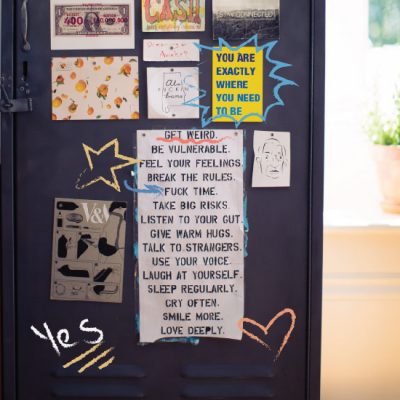 400
CASH
STAY CONNECTED
YOU ARE
EXACTLY
WHERE
YOU NEED
TO BE
GET WEIRD.
BE VULNERABLE.
FEEL YOUR FEELINGS.
BREAK THE RULES.
FUCK TIME.
TAKE BIG RISKS.
LISTEN TO YOUR GUT.
GIVE WARM HUGS.
TALK TO STRANGERS.
USE YOUR VOICE.
LAUGH AT YOURSELF.
SLEEP REGULARLY.
CRY OFTEN.
SMILE MORE.
LOVE DEEPLY.
V&V
Yes